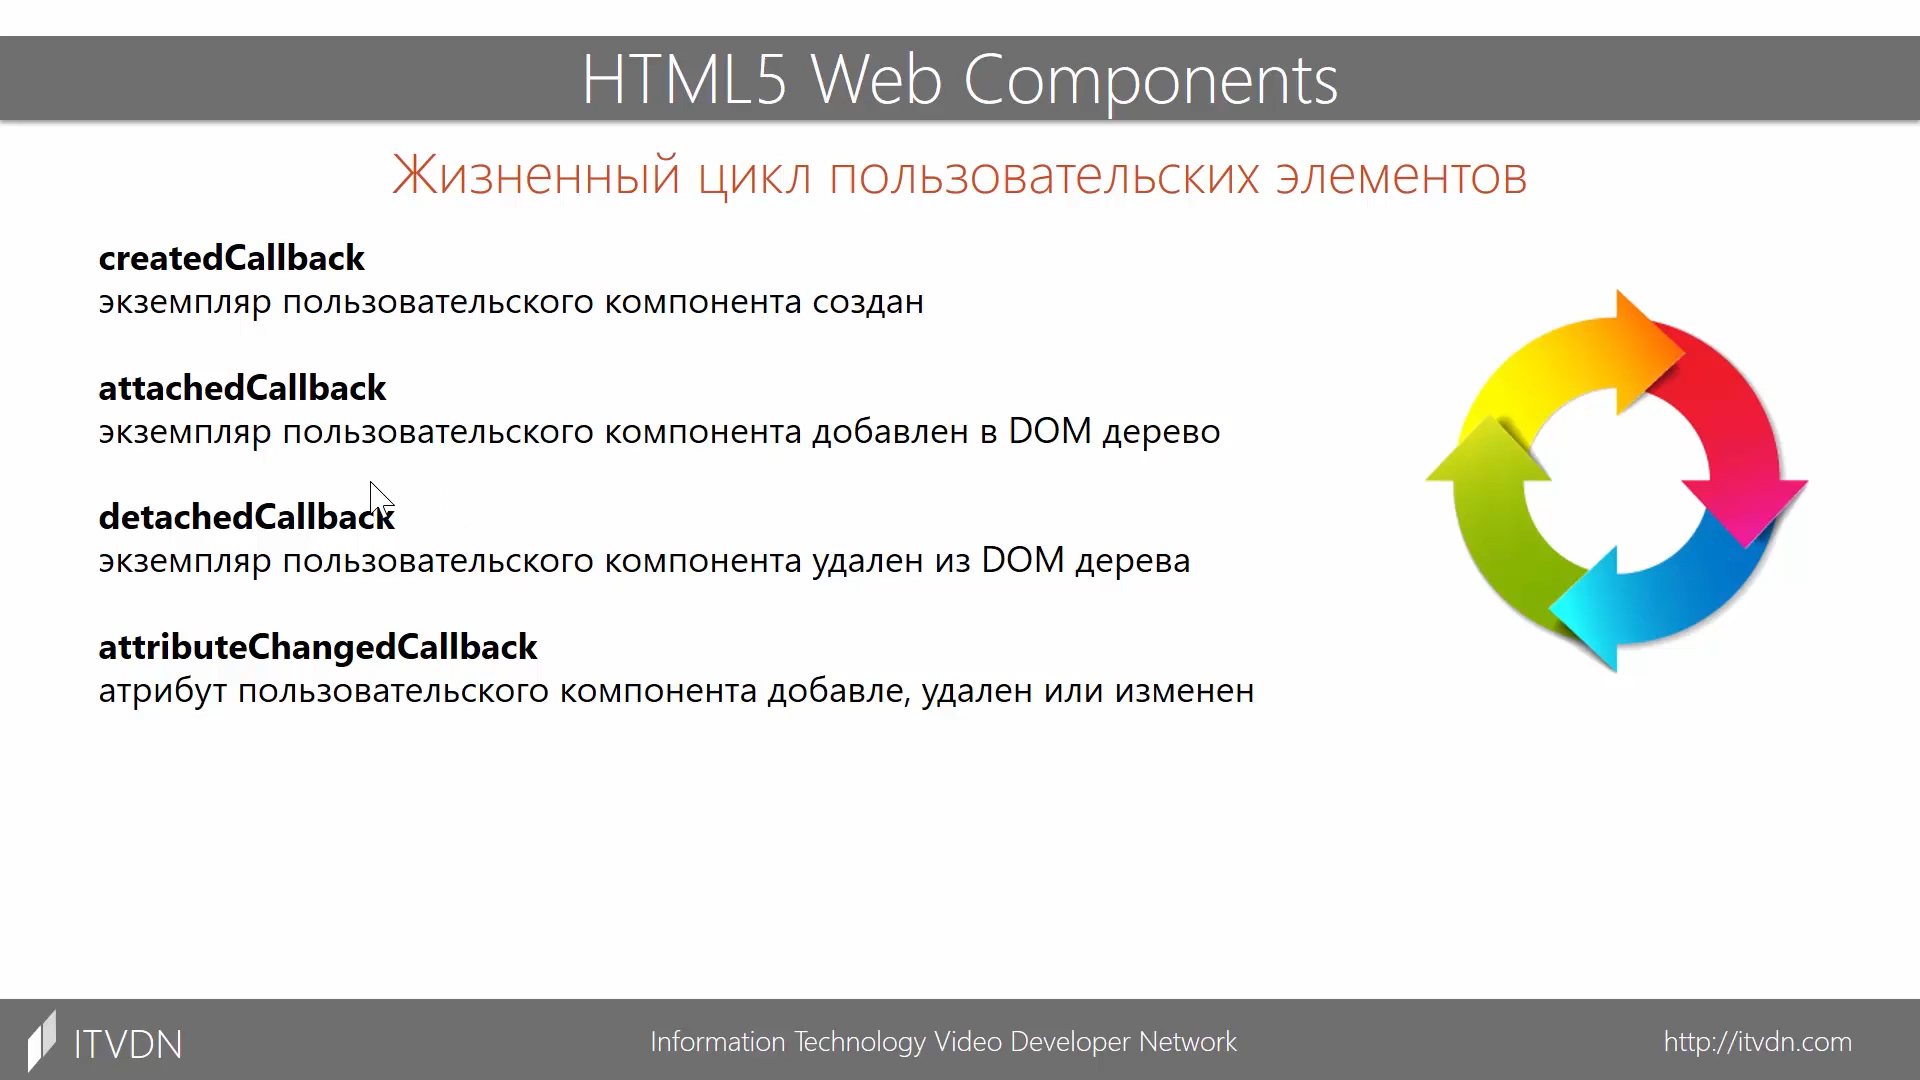 HTML5 Web Components
Жизненный цикл пользовательских элементов
createdCallback
экземпляр пользовательского компонента создан
attachedCallback
экземпляр пользовательского компонента добавлен в DOM дерево
detachedCallback
экземпляр пользовательского компонента удален из DOM дерева
attributeChangedCallback
атрибут пользовательского компонента добавле, удален или изменен
ITVDN
Information Technology Video Developer Network
http://itvdn.com